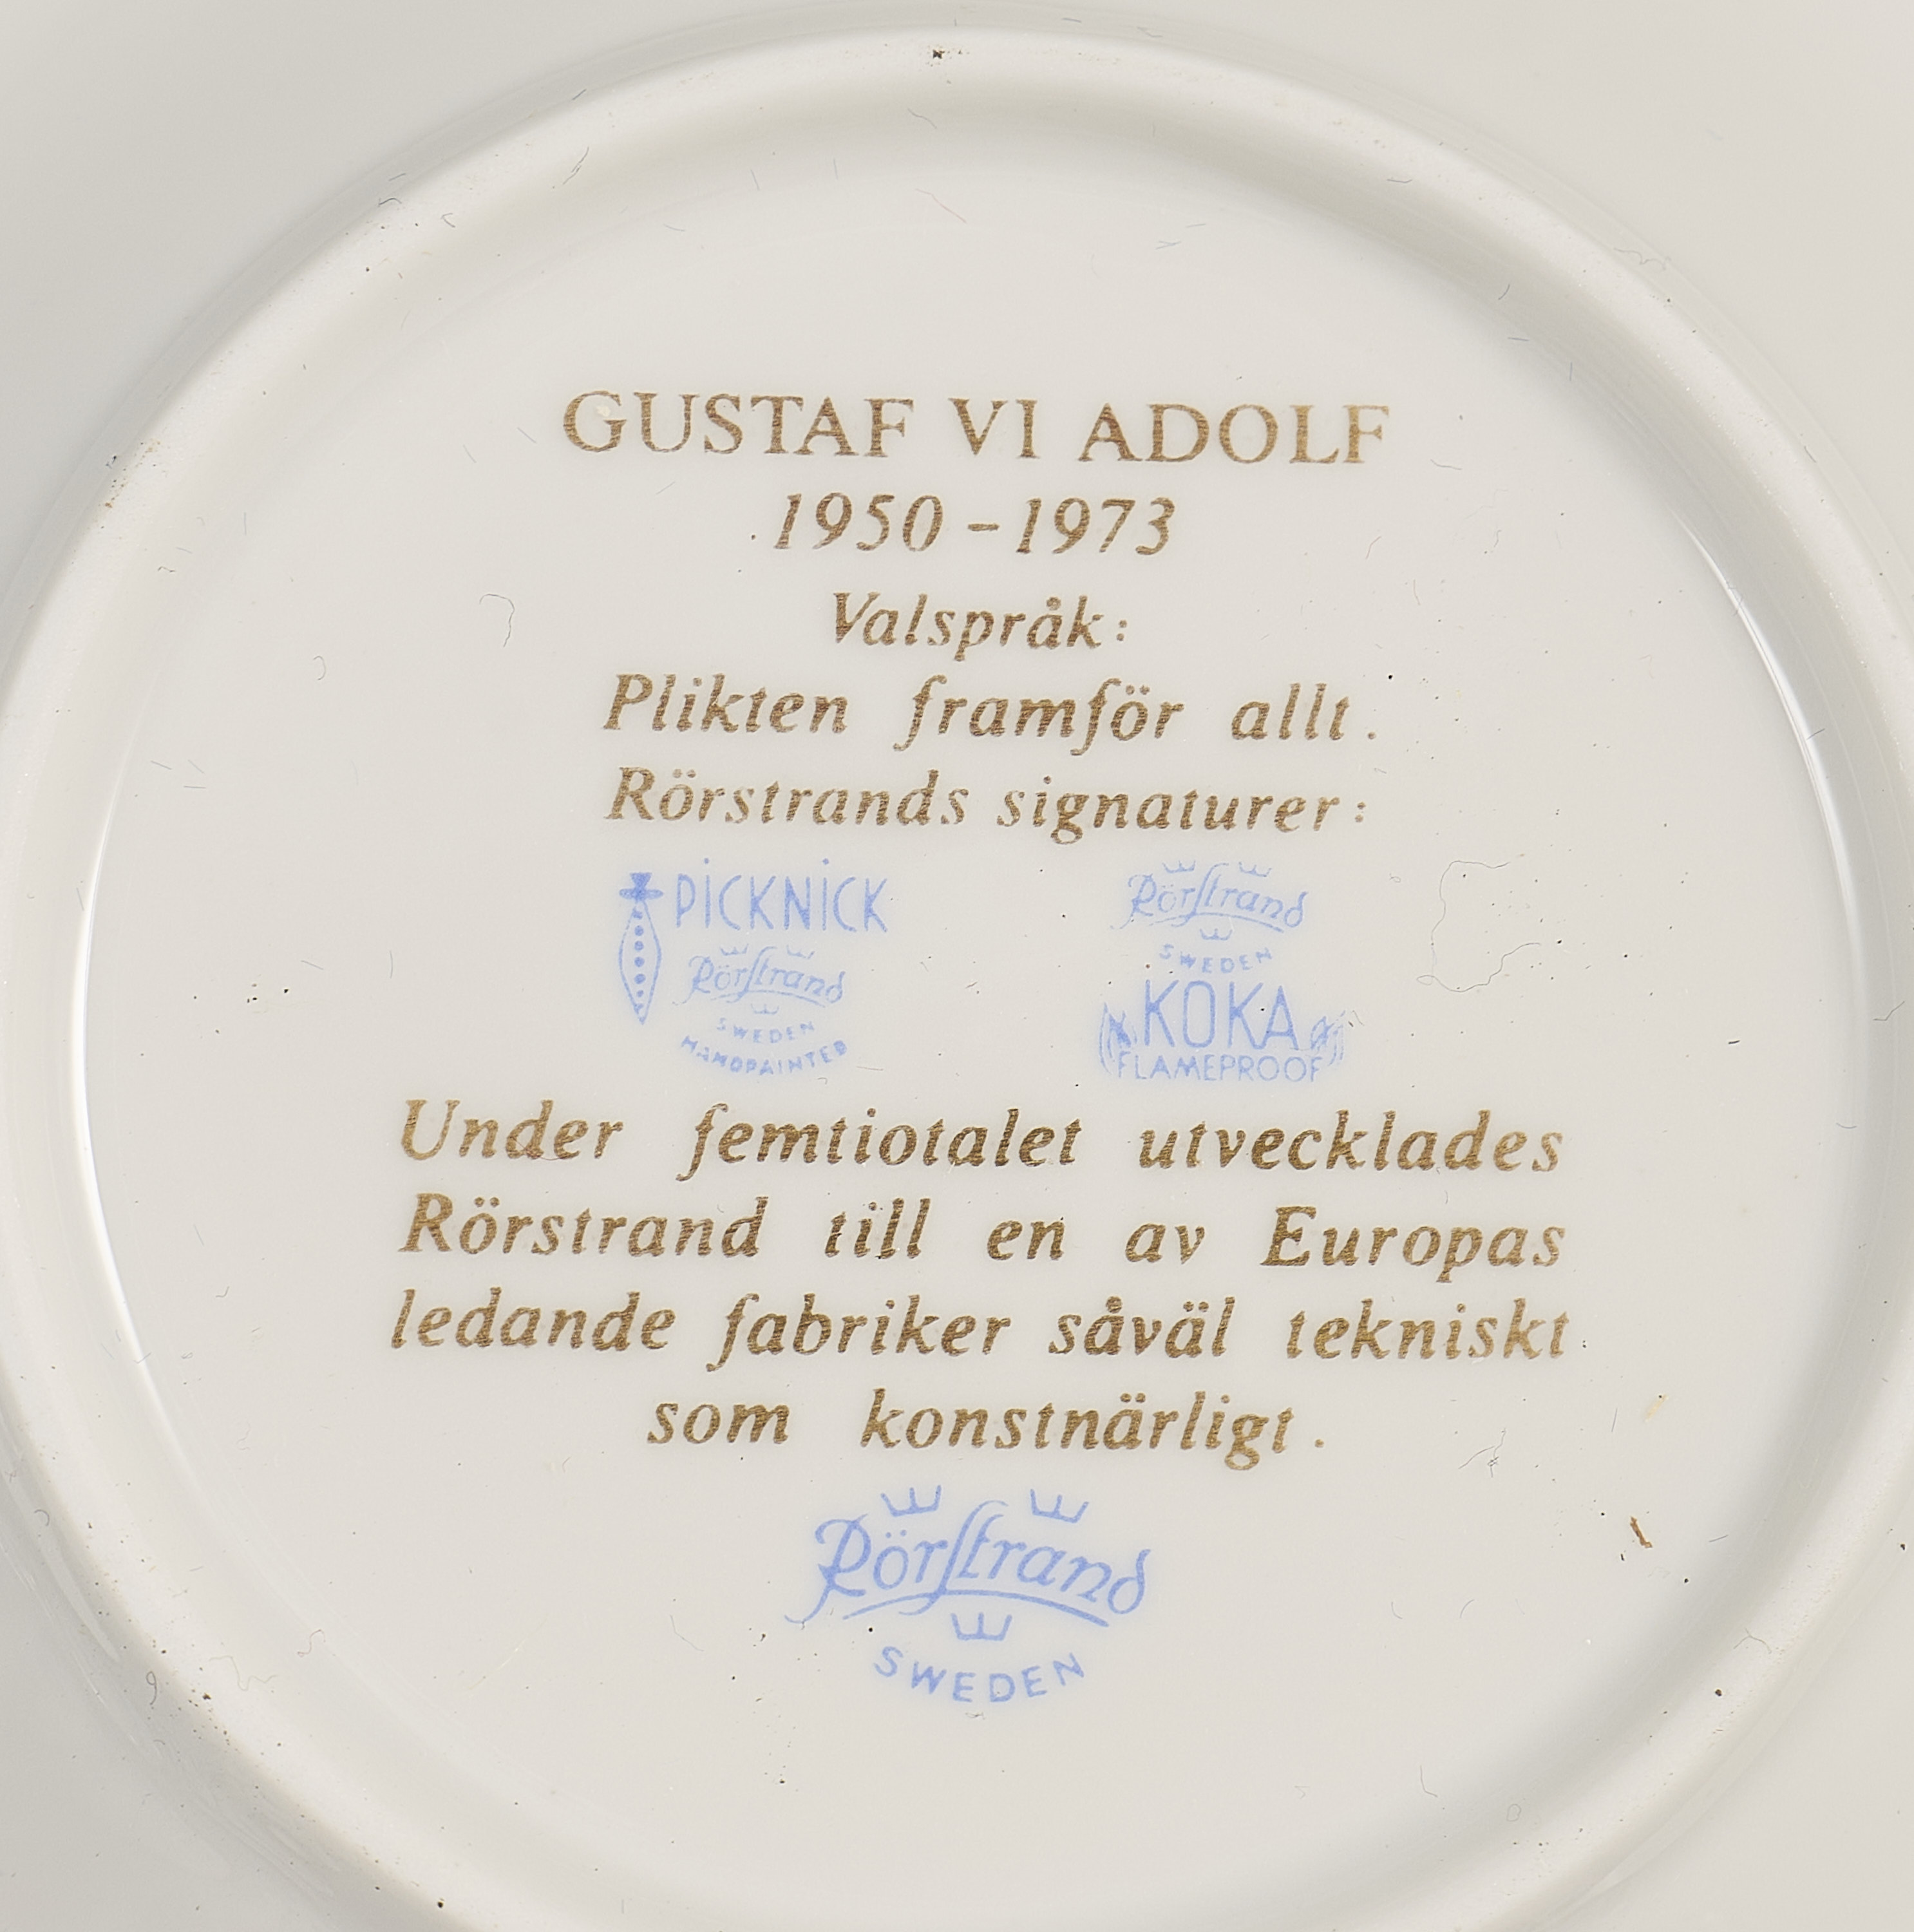 GUSTAF VI ADOLF
1950-1973
Valspråk:
Plikten framför allt.
Rörstrands signaturer:
PICKNICK
Rörstrand
SWEDEN
HANDPAINTED
Rörstrand
SWEDEN
KOKA
FLAMEPROOF
Under femtiotalet utvecklades
Rörstrand till en av Europas
ledande fabriker såväl tekniskt
som konstnärligt.
Rörstrand
SWEDEN